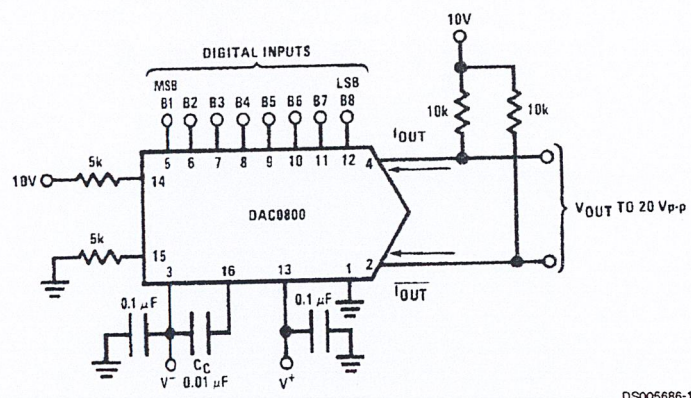 10V
DIGITAL INPUTS
MSB LSB
B1 B2 B3 B4 B5 B6 B7 B8
10k 10k
IOUT
5 6 7 8 9 10 11 12
5k
10V
14
4
DAC0800
VOUT TO 20 Vp-p
5k
15
3 16 13 1 2
IOUT
0.1 µF
0.1 µF
CC
V− 0.01 µF
V+
DS005686-1